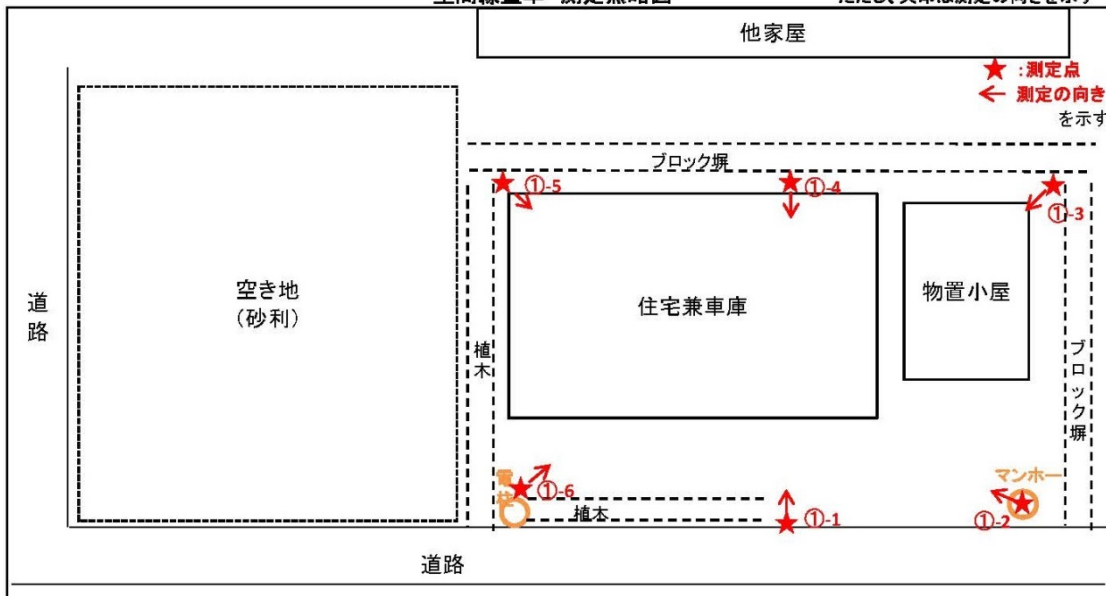 他家屋
★ :測定点
← 測定の向き
を示す
ブロック塀
①-5
①-4
①-3
空き地
(砂利)
道路
住宅兼車庫
物置小屋
植木
ブロック塀
電柱
①-6
植木
①-1
マンホー
①-2
道路